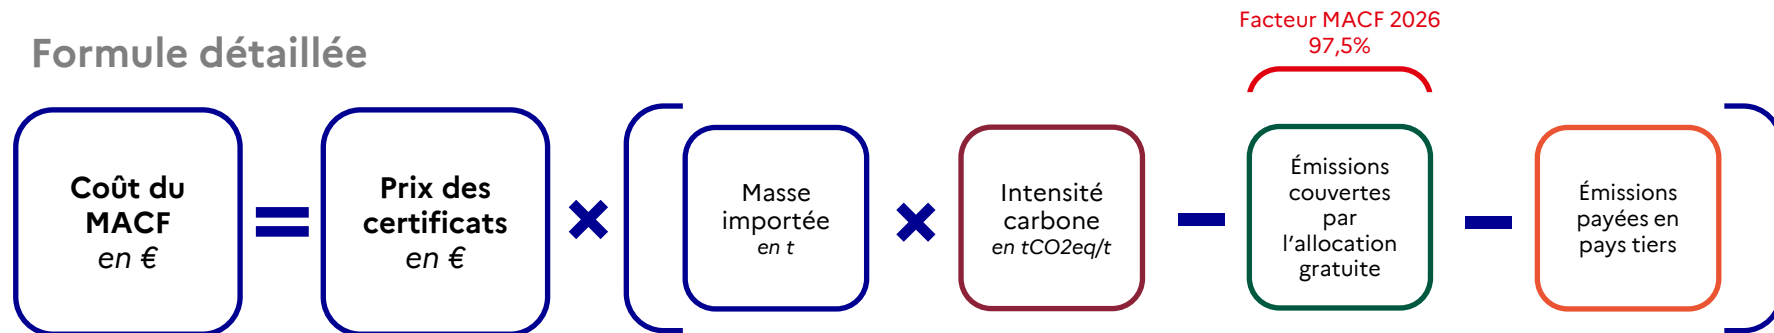 Facteur MACF 2026
97,5%
Formule détaillée
Coût du
MACF
en €
=
Prix des
certificats
en €
×
Masse
importée
en t
×
Intensité
carbone
en tCO2eq/t
−
Émissions
couvertes
par
l'allocation
gratuite
−
Émissions
payées en
pays tiers